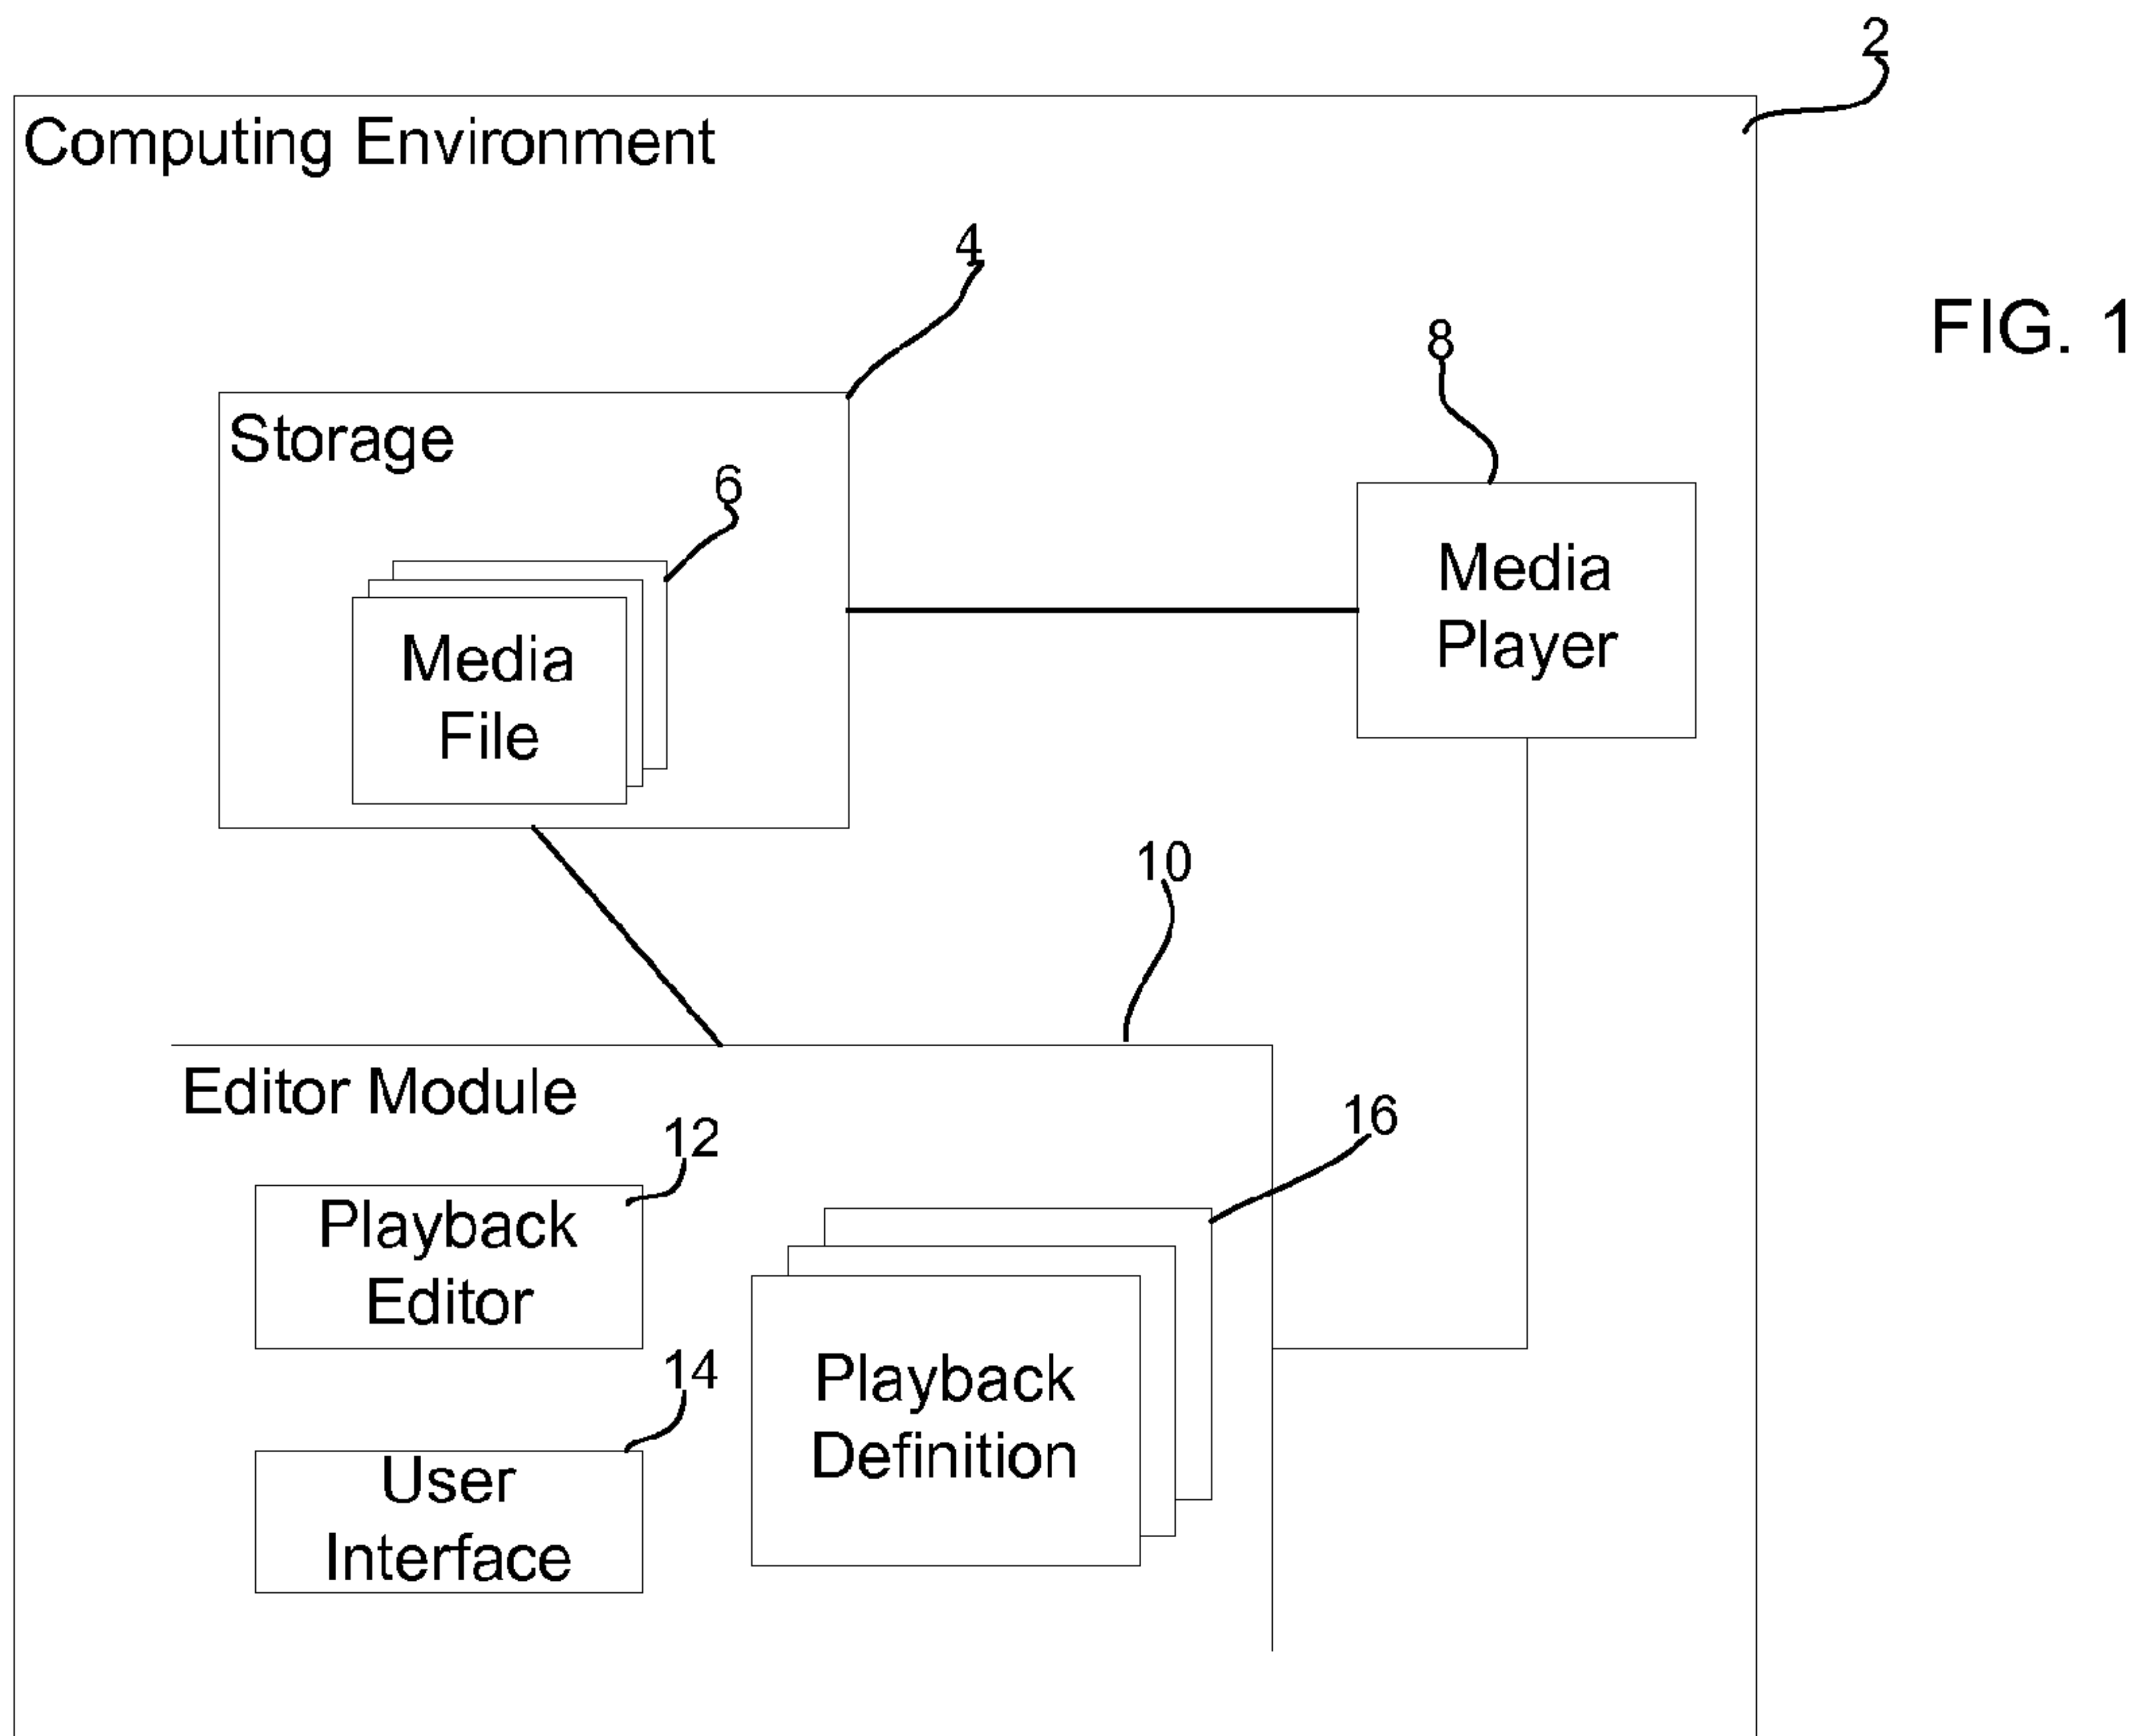 2
Computing Environment
4
FIG. 1
8
Storage
6
Media
Player
Media
File
10
Editor Module
16
12
Playback
Editor
14
Playback
Definition
User
Interface